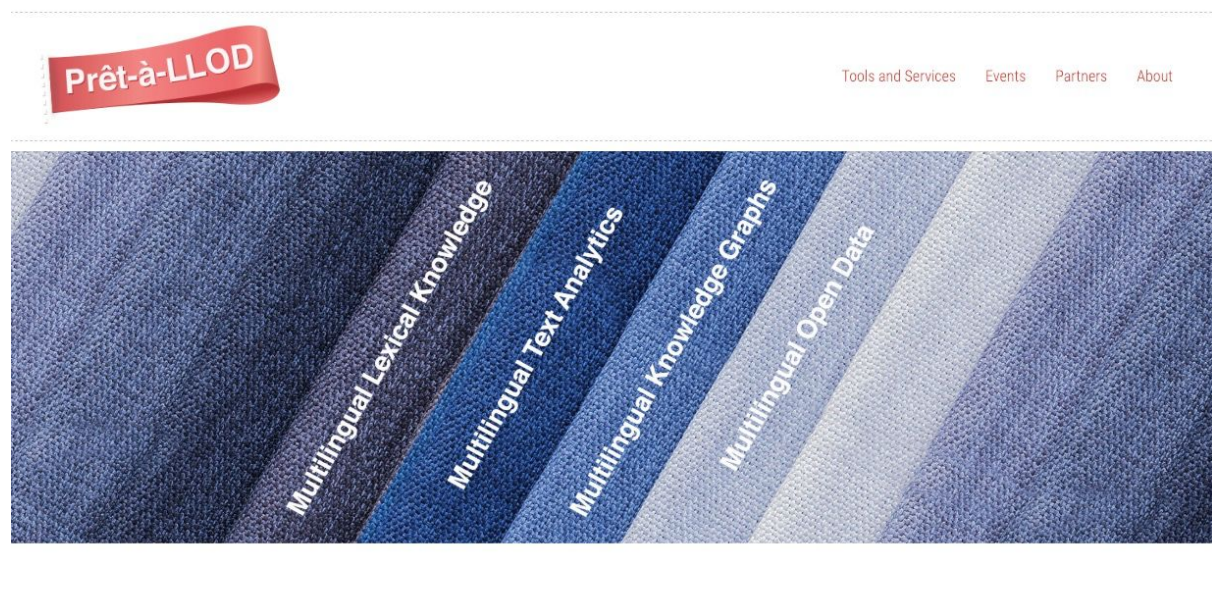 Prêt-à-LLOD
Tools and Services
Events
Partners
About
Multilingual Lexical Knowledge
Multilingual Text Analytics
Multilingual Knowledge Graphs
Multilingual Open Data